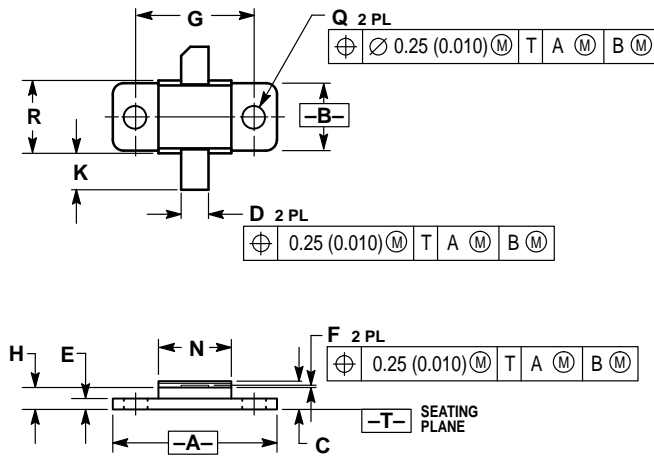 G
Q 2 PL
⌖ ∅ 0.25 (0.010) Ⓜ T A Ⓜ B Ⓜ
R
–B–
K
D 2 PL
⌖ 0.25 (0.010) Ⓜ T A Ⓜ B Ⓜ
N
F 2 PL
⌖ 0.25 (0.010) Ⓜ T A Ⓜ B Ⓜ
H
E
–T– SEATING
PLANE
–A–
C